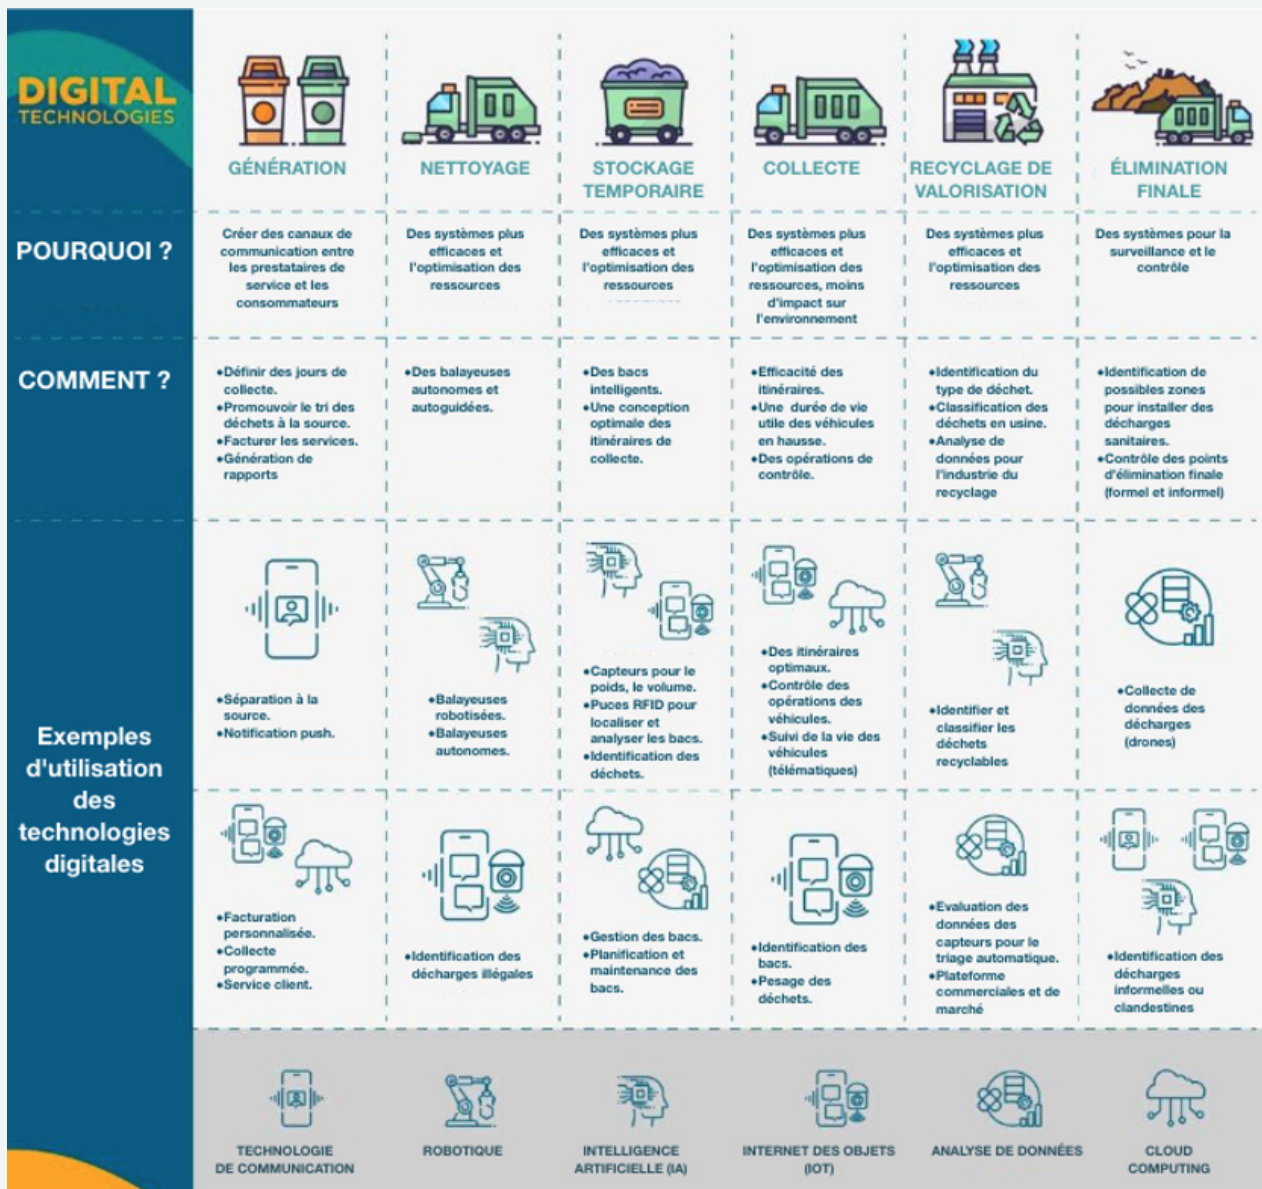 DIGITAL
TECHNOLOGIES
GÉNÉRATION
NETTOYAGE
STOCKAGE
TEMPORAIRE
COLLECTE
RECYCLAGE DE
VALORISATION
ÉLIMINATION
FINALE
POURQUOI ?
Créer des canaux de
communication entre
les prestataires de
service et les
consommateurs
Des systèmes plus
efficaces et
l'optimisation des
ressources
Des systèmes plus
efficaces et
l'optimisation des
ressources
Des systèmes plus
efficaces et
l'optimisation des
ressources, moins
d'impact sur
l'environnement
Des systèmes plus
efficaces et
l'optimisation des
ressources
Des systèmes pour la
surveillance et le
contrôle
COMMENT ?
•Définir des jours de
collecte.
•Promouvoir le tri des
déchets à la source.
•Facturer les services.
•Génération de
rapports
•Des balayeuses
autonomes et
autoguidées.
•Des bacs
intelligents.
•Une conception
optimale des
itinéraires de
collecte.
•Efficacité des
itinéraires.
•Une durée de vie
utile des véhicules
en hausse.
•Des opérations de
contrôle.
•Identification du
type de déchet.
•Classification des
déchets en usine.
•Analyse de
données pour
l'industrie du
recyclage
•Identification de
possibles zones
pour installer des
décharges
sanitaires.
•Contrôle des points
d'élimination finale
(formel et informel)
Exemples
d'utilisation
des
technologies
digitales
•Séparation à la
source.
•Notification push.
•Balayeuses
robotisées.
•Balayeuses
autonomes.
•Capteurs pour le
poids, le volume.
•Puces RFID pour
localiser et
analyser les bacs.
•Identification des
déchets.
•Des itinéraires
optimaux.
•Contrôle des
opérations des
véhicules.
•Suivi de la vie des
véhicules
(télématiques)
•Identifier et
classifier les
déchets
recyclables
•Collecte de
données des
décharges
(drones)
•Facturation
personnalisée.
•Collecte
programmée.
•Service client.
•Identification des
décharges illégales
•Gestion des bacs.
•Planification et
maintenance des
bacs.
•Identification des
bacs.
•Pesage des
déchets.
•Evaluation des
données des
capteurs pour le
triage automatique.
•Plateforme
commerciales et de
marché
•Identification des
décharges
informelles ou
clandestines
TECHNOLOGIE
DE COMMUNICATION
ROBOTIQUE
INTELLIGENCE
ARTIFICIELLE (IA)
INTERNET DES OBJETS
(IOT)
ANALYSE DE DONNÉES
CLOUD
COMPUTING